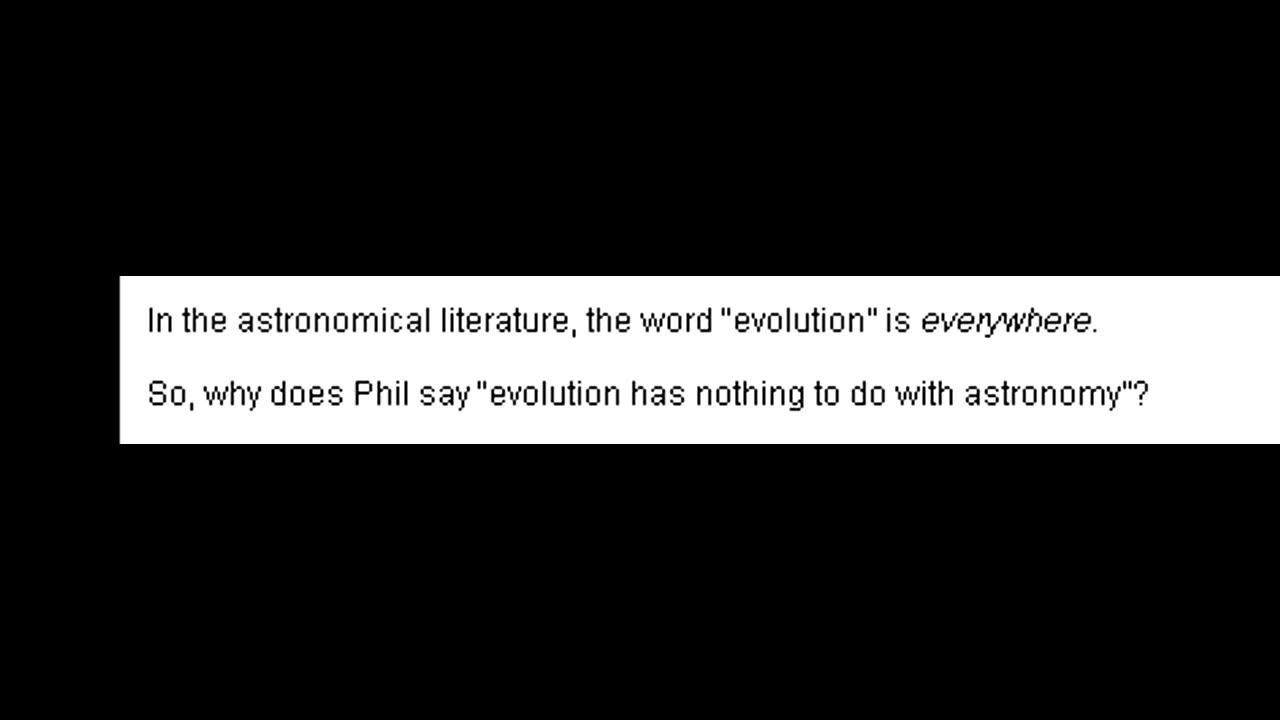 In the astronomical literature, the word "evolution" is everywhere.
So, why does Phil say "evolution has nothing to do with astronomy"?